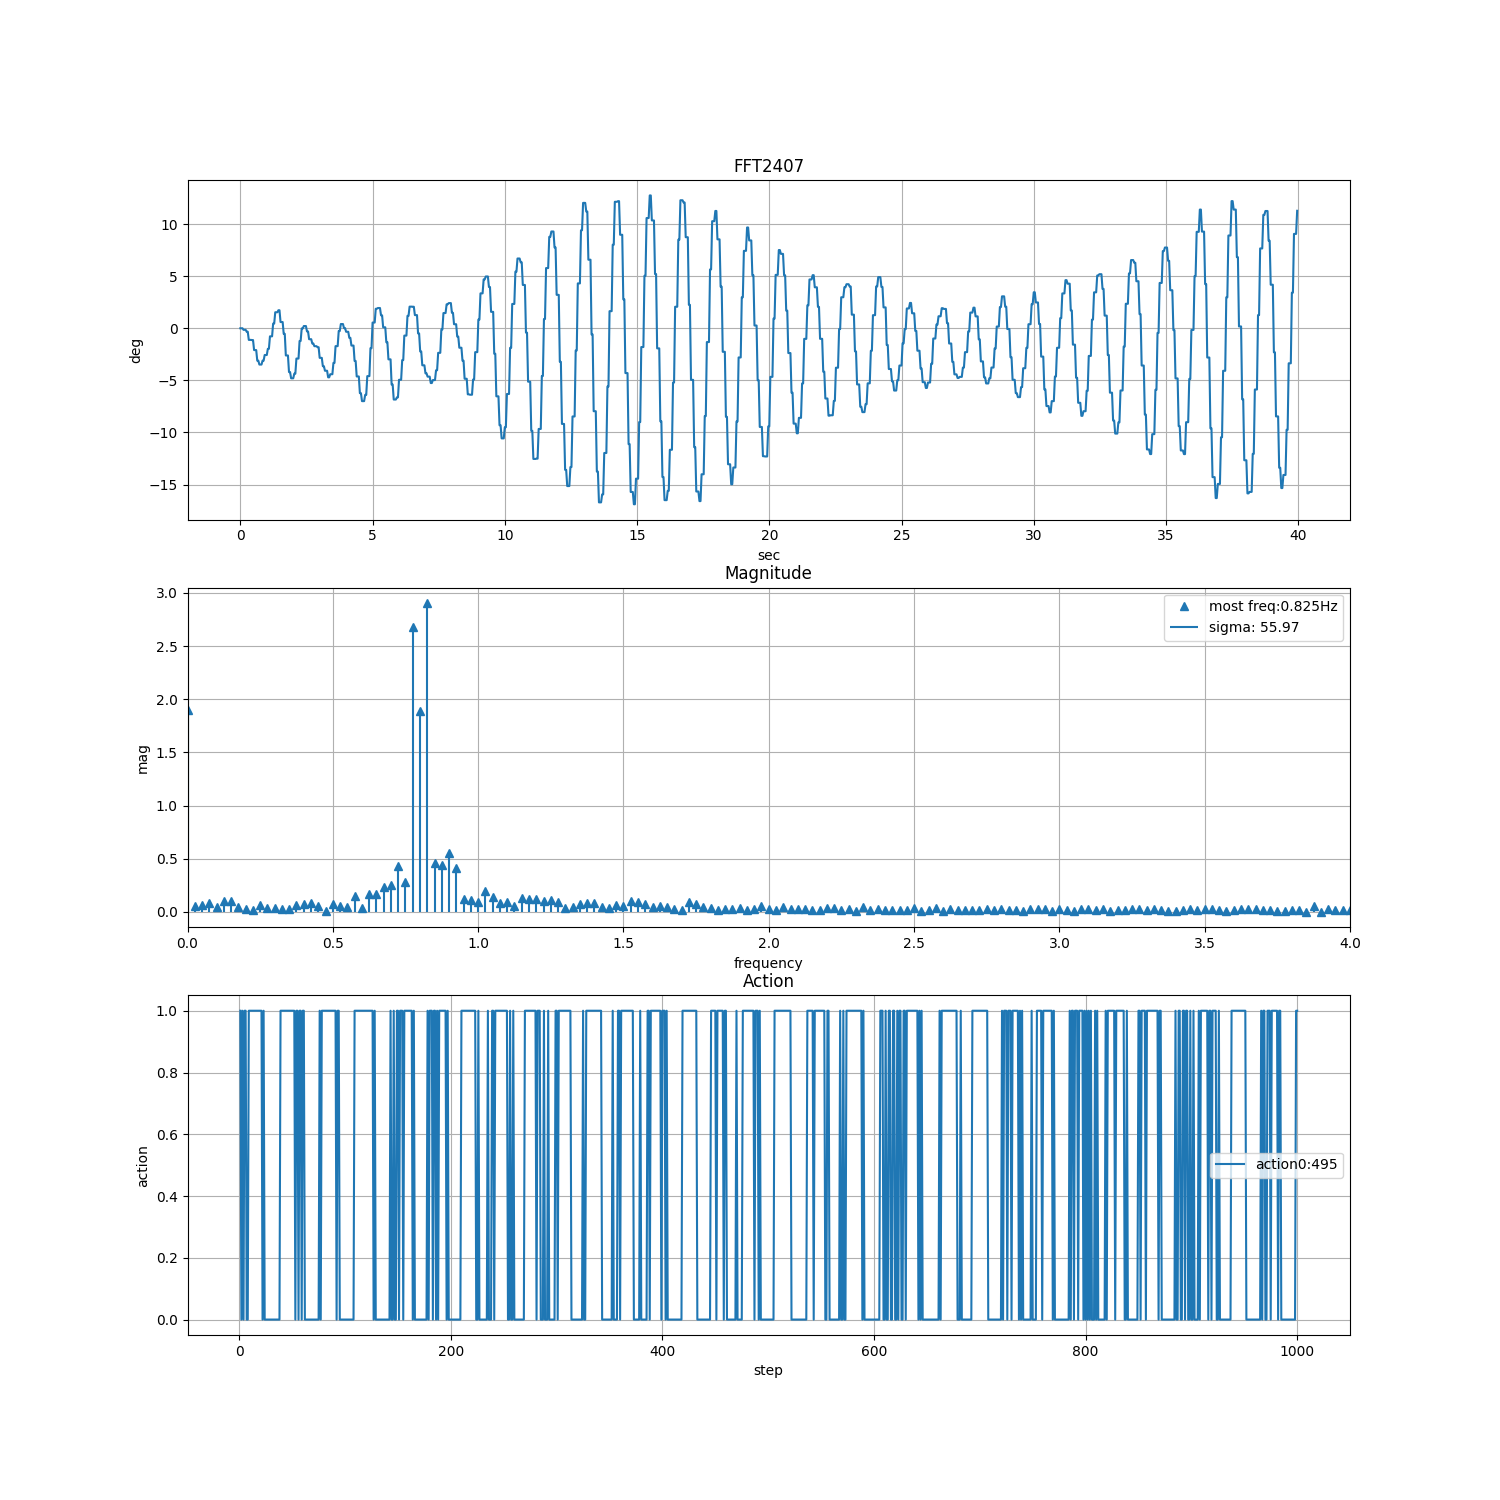 FFT2407
10
5
0
−5
−10
−15
deg
0 5 10 15 20 25 30 35 40
sec
Magnitude
3.0
2.5
2.0
1.5
1.0
0.5
0.0
mag
most freq:0.825Hz
sigma: 55.97
0.0 0.5 1.0 1.5 2.0 2.5 3.0 3.5 4.0
frequency
Action
1.0
0.8
0.6
0.4
0.2
0.0
action
action0:495
0 200 400 600 800 1000
step